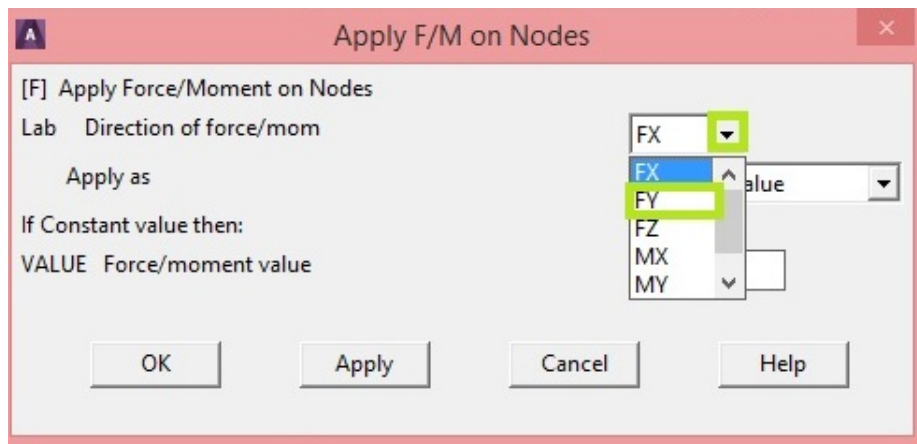 A
Apply F/M on Nodes
[F] Apply Force/Moment on Nodes
Lab Direction of force/mom
FX
Apply as
FX
alue
FY
If Constant value then:
FZ
VALUE Force/moment value
MX
MY
OK Apply Cancel Help